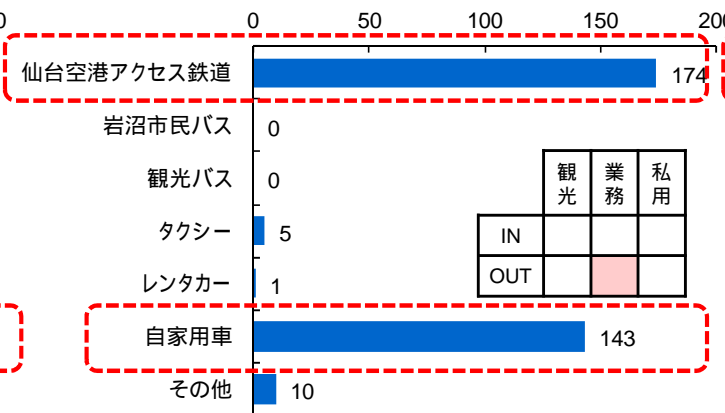 0 0 50 100 150 200
仙台空港アクセス鉄道 174
岩沼市民バス 0
観光バス 0
タクシー 5
レンタカー 1
自家用車 143
その他 10
観光 業務 私用
IN
OUT